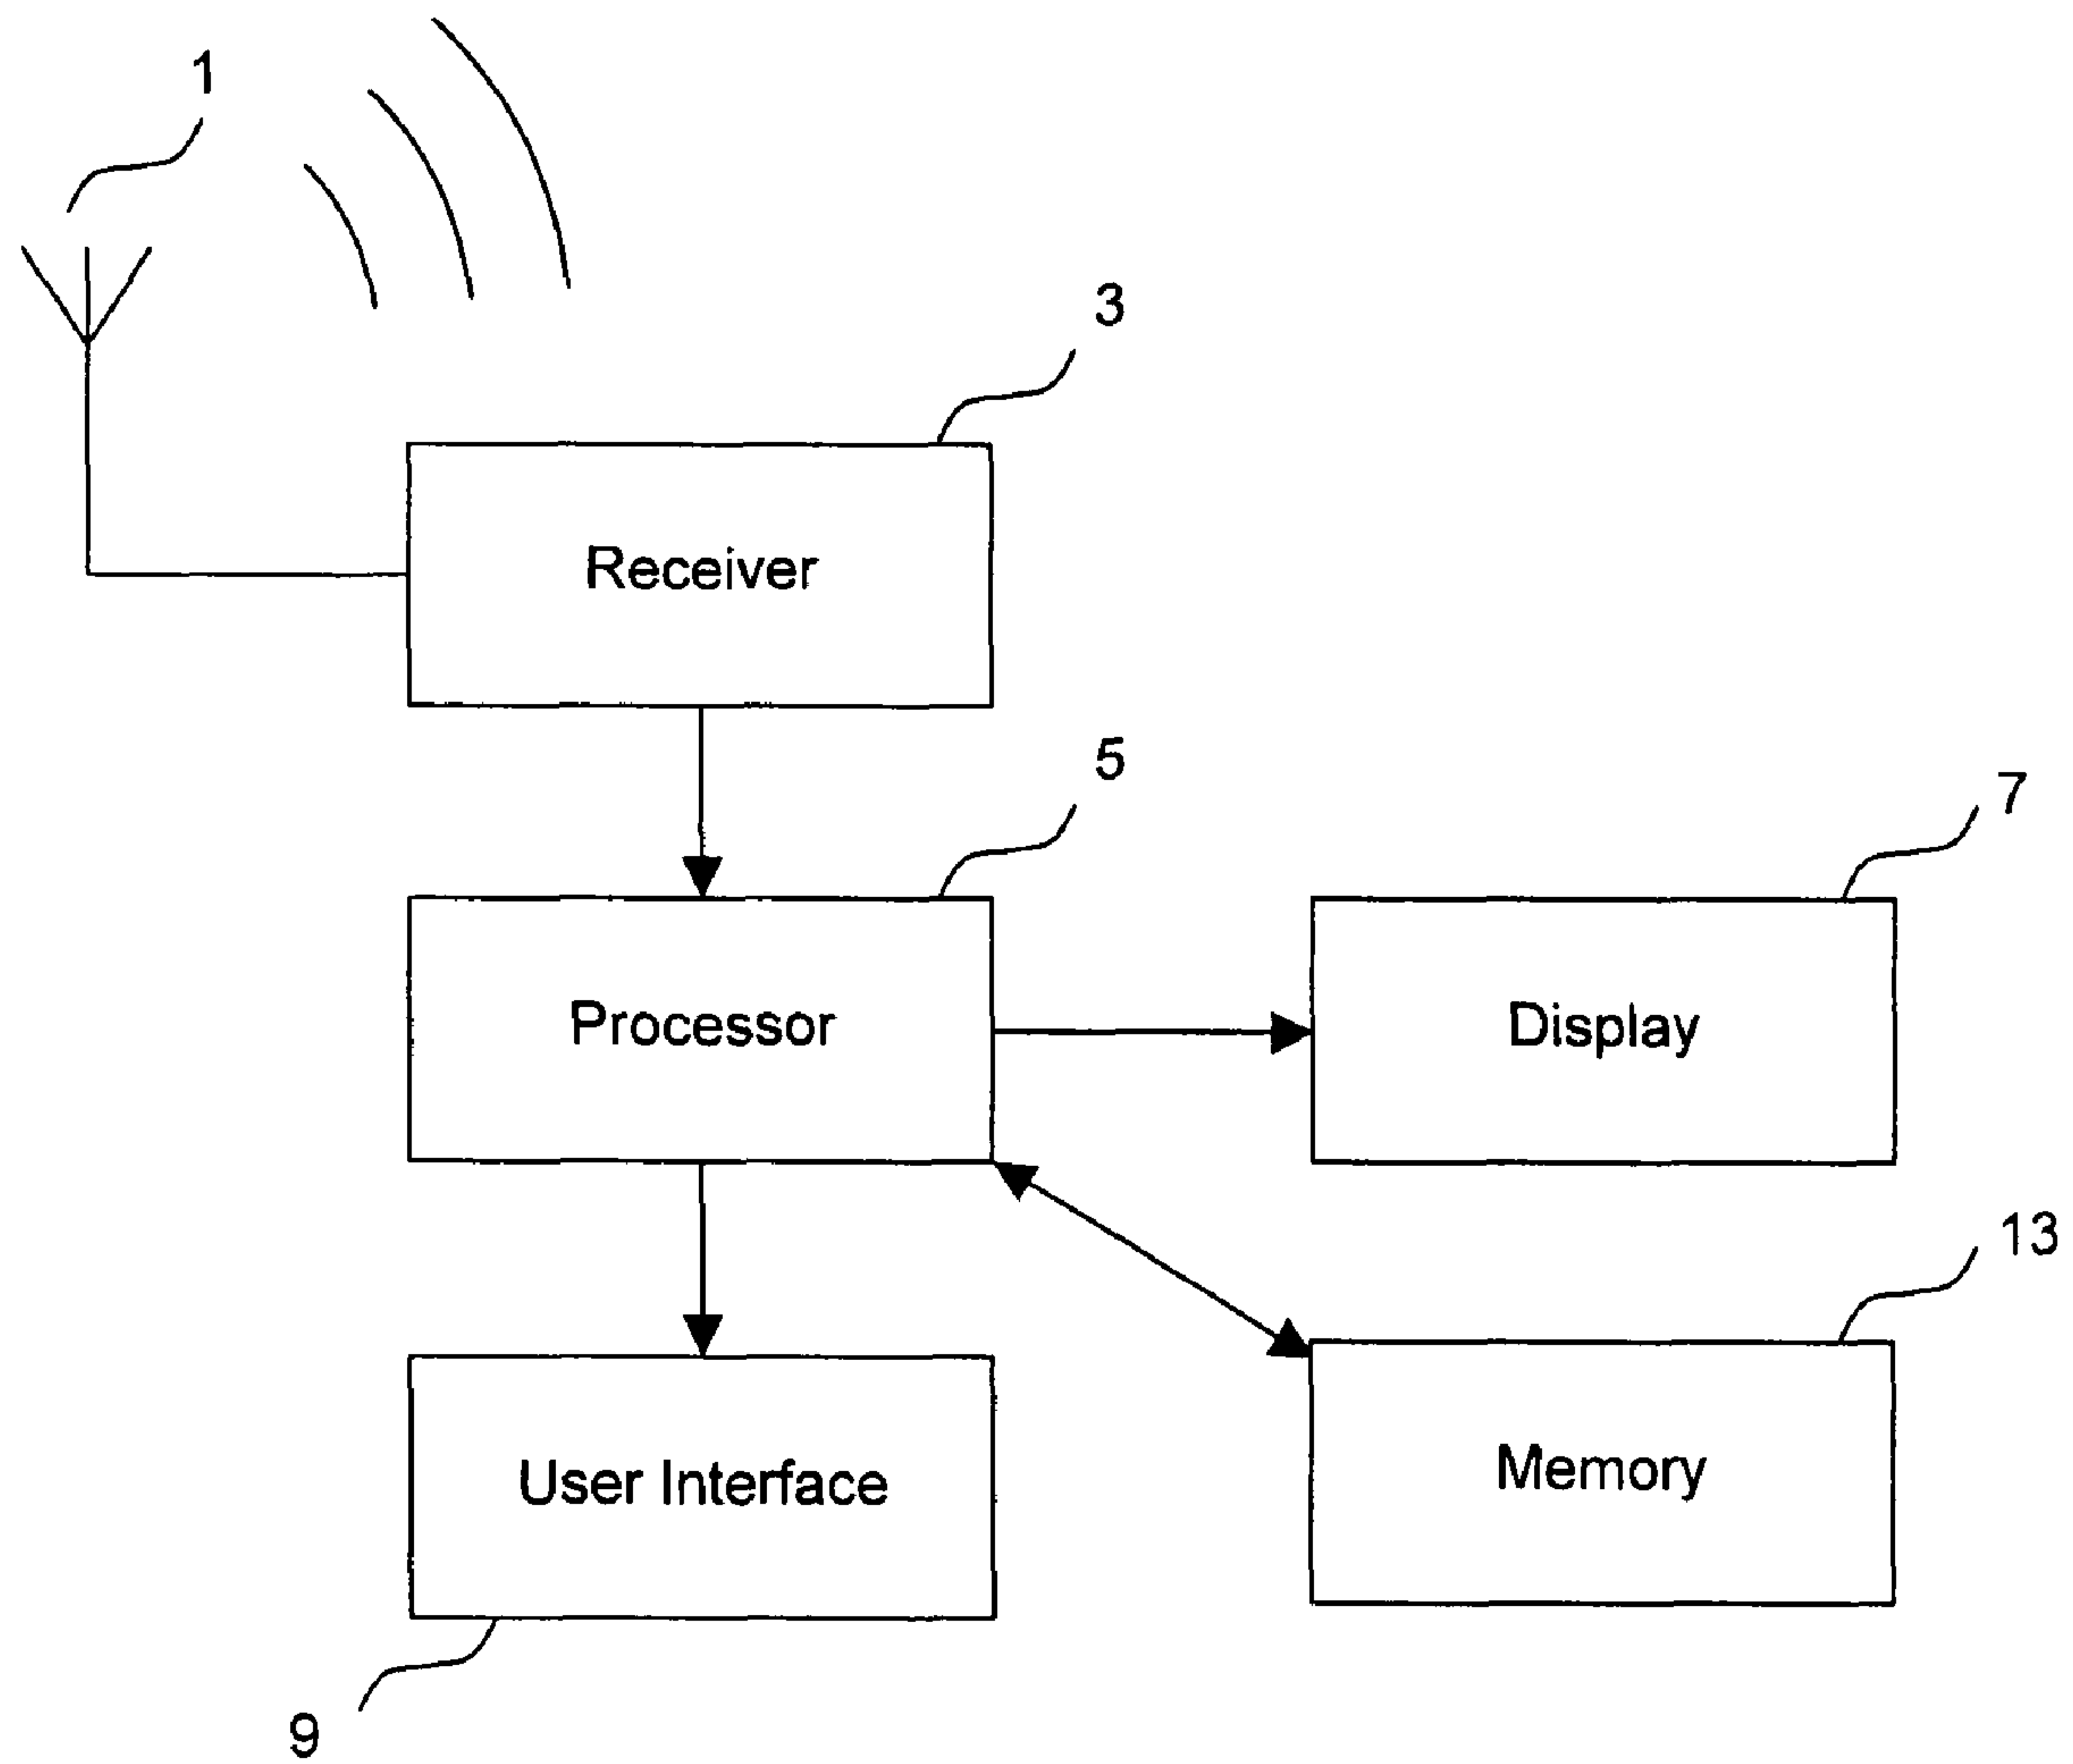 1
3
Receiver
5
7
Processor
Display
13
User Interface
Memory
9